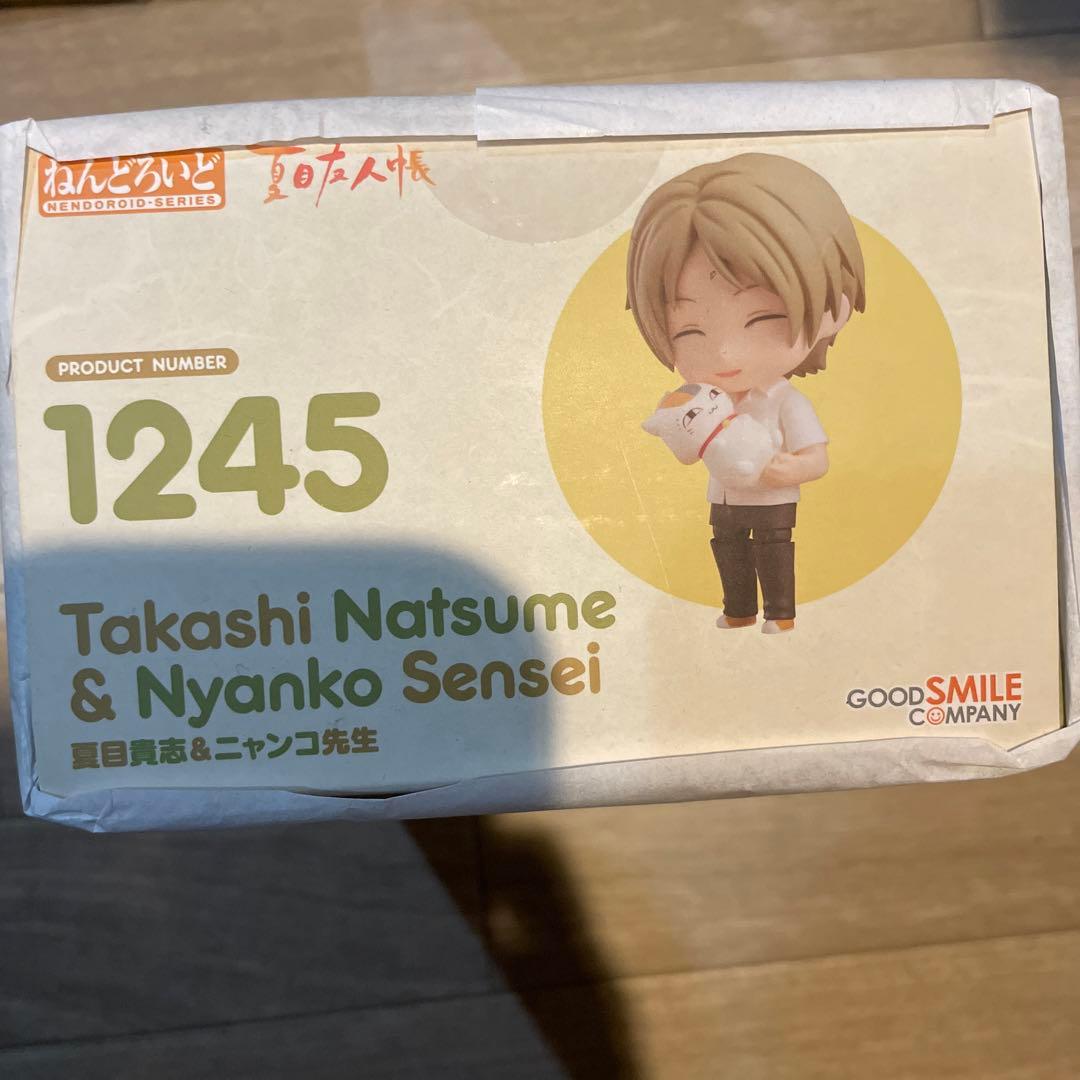 ねんどろいど
NENDOROID-SERIES
夏目友人帳
PRODUCT NUMBER
1245
Takashi Natsume
& Nyanko Sensei
夏目貴志&ニャンコ先生
GOOD SMILE
COMPANY